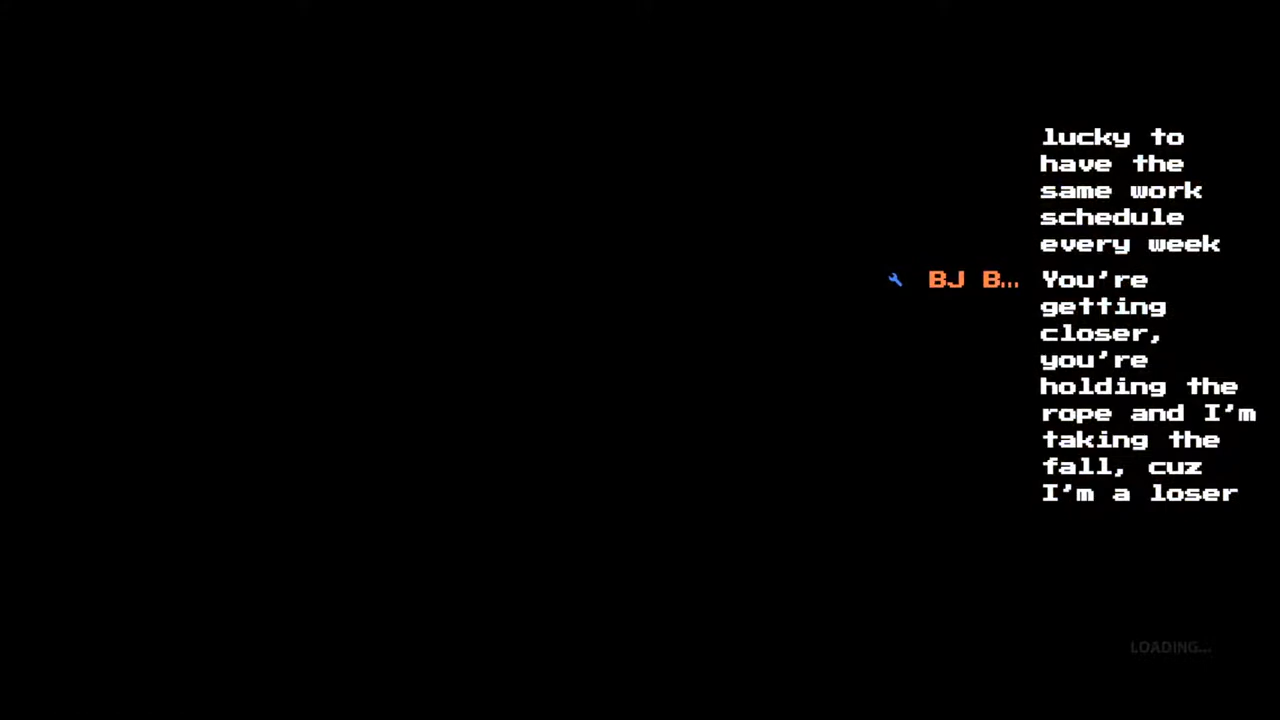 lucky to
have the
same work
schedule
every week
BJ B... You're
getting
closer,
you're
holding the
rope and I'm
taking the
fall, cuz
I'm a loser
LOADING...